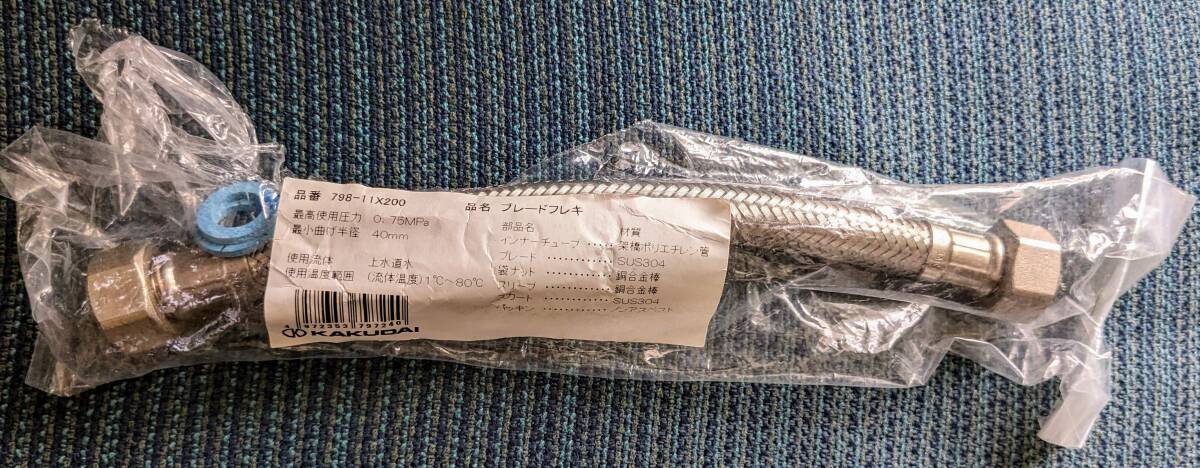 品番 798-11X200
最高使用圧力 0.75MPa
最小曲げ半径 40mm
使用流体 上水道水
使用温度範囲 (流体温度)1℃～80℃
672353 797240
KAKUDAI
品名 ブレードフレキ
部品名 材質
インナーチューブ ······ 架橋ポリエチレン管
ブレード ············ SUS304
袋ナット ············ 銅合金棒
スリーブ ············ 銅合金棒
スカート ············ SUS304
パッキン ············ ノンアスベスト